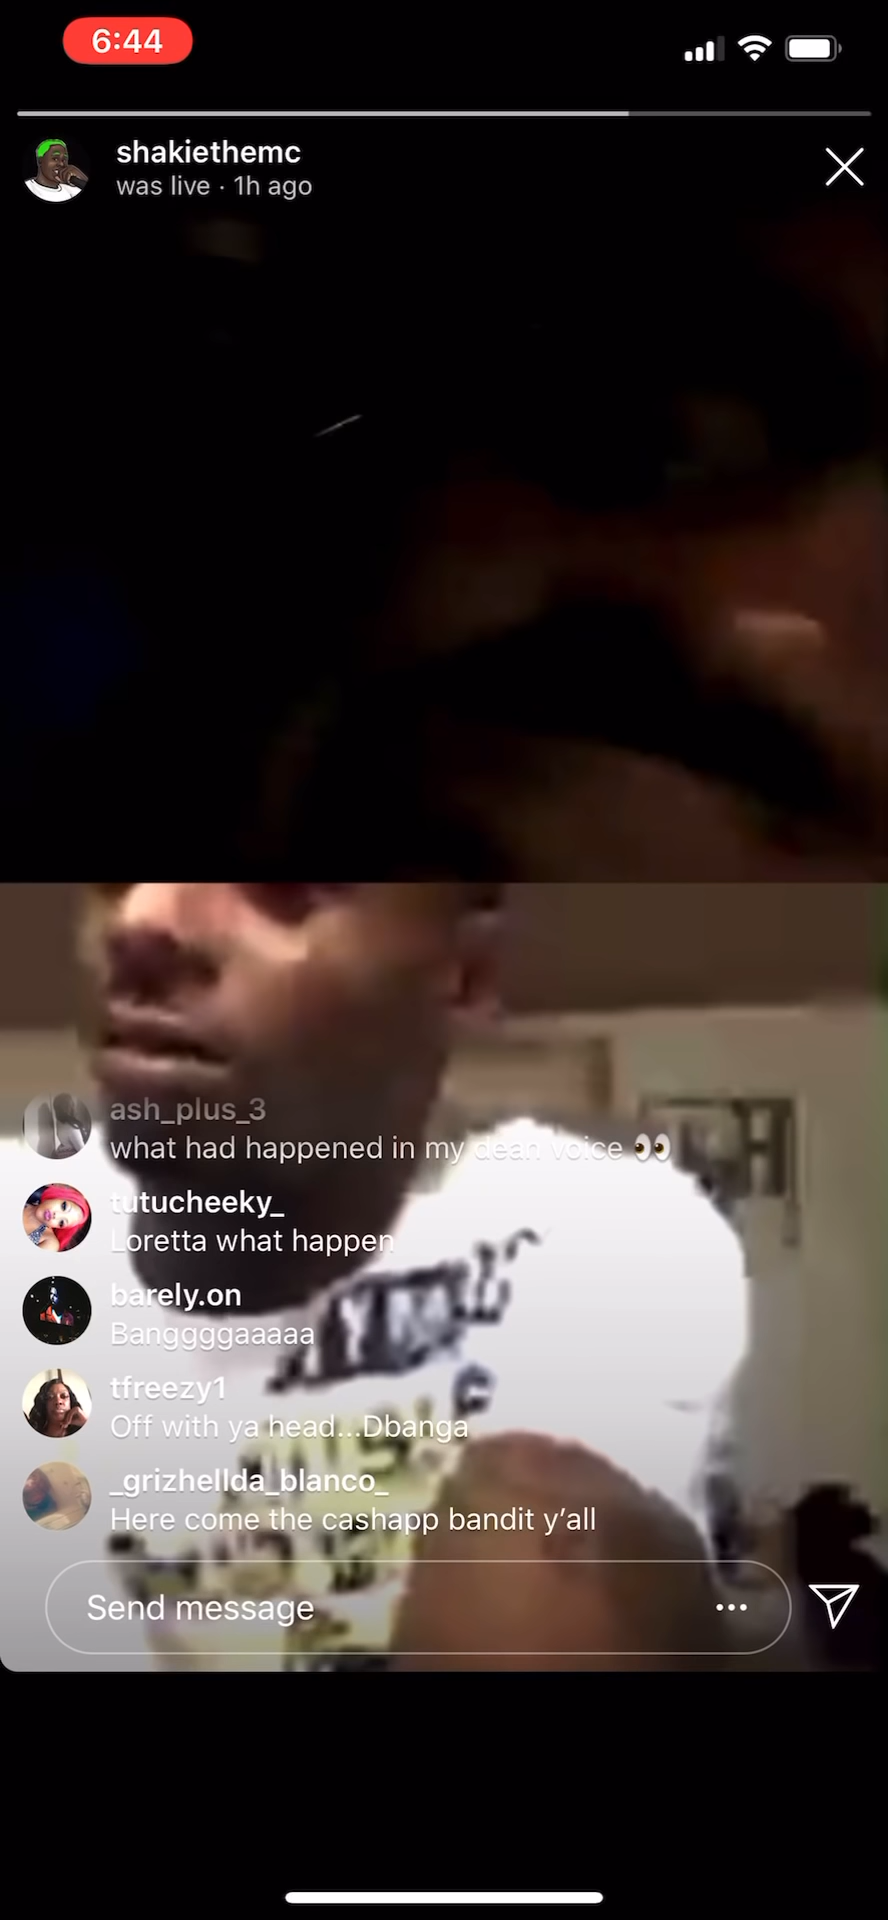 6:44
shakiethemc
was live · 1h ago
ash_plus_3
what had happened in my dean voice 👀
tutucheeky_
Loretta what happen
barely.on
Banggggaaaaa
tfreezy1
Off with ya head...Dbanga
_grizhellda_blanco_
Here come the cashapp bandit y’all
Send message